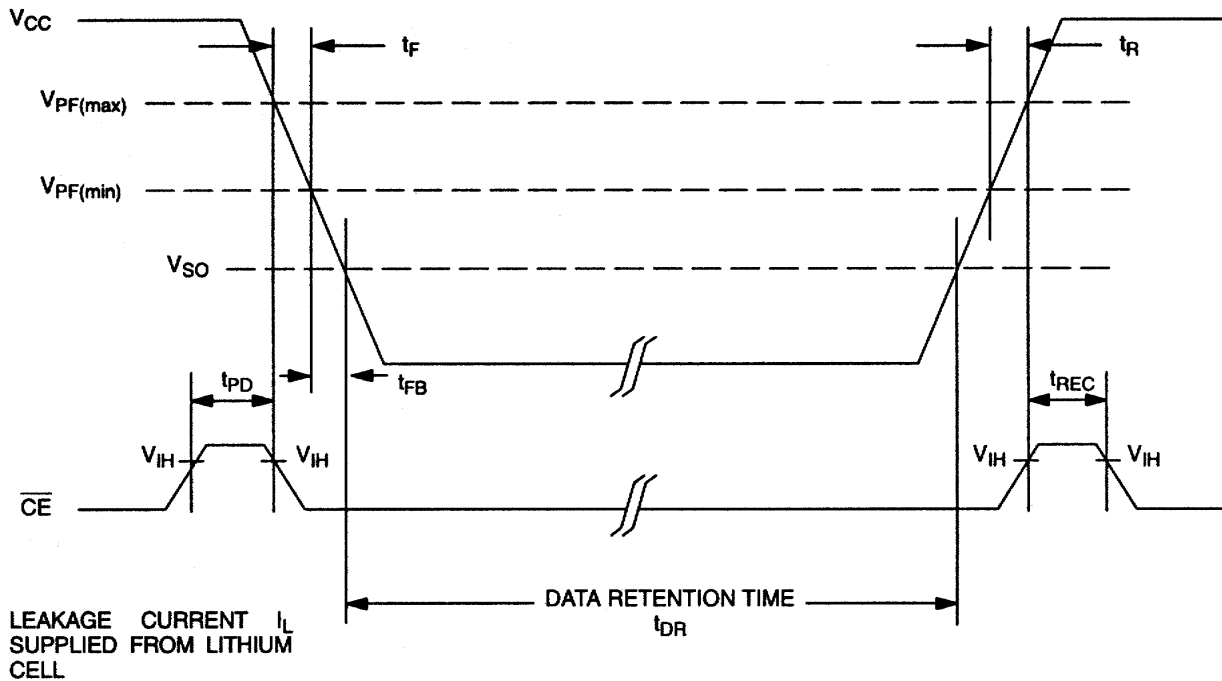 VCC
tF
tR
VPF(max)
VPF(min)
VSO
tPD
tFB
tREC
VIH
VIH
VIH
VIH
CE
DATA RETENTION TIME
tDR
LEAKAGE CURRENT IL
SUPPLIED FROM LITHIUM
CELL